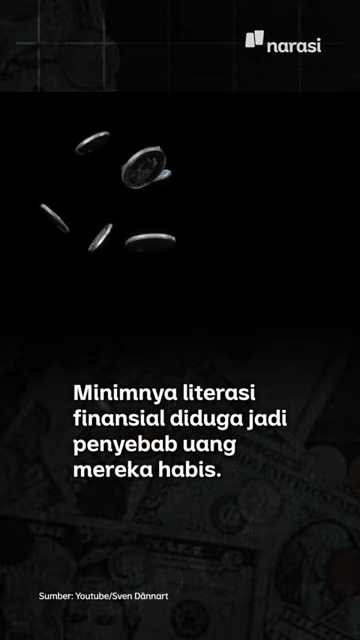 narasi
Minimnya literasi
finansial diduga jadi
penyebab uang
mereka habis.
Sumber: Youtube/Sven Dännart